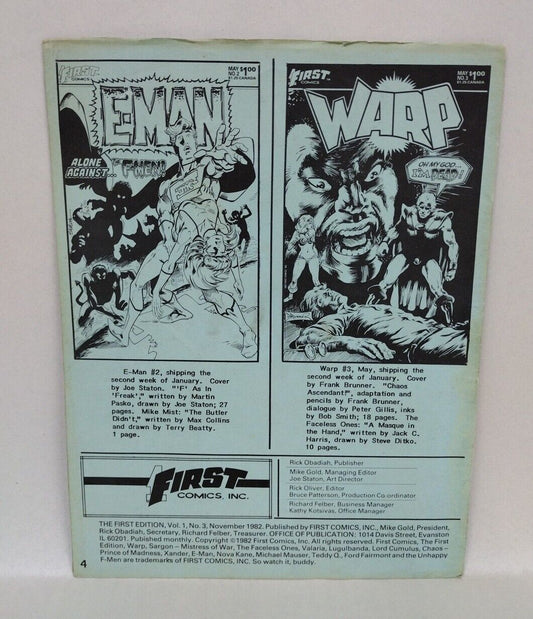 FIRST
COMICS
MAY $1.00
NO. 2
$1.25 CANADA
E-MAN
ALONE
AGAINST...
THE F-MEN!
FIRST
COMICS
MAY $1.00
NO. 3
$1.25 CANADA
WARP
OH MY GOD...
I'M DEAD!
BRUNNER
E-Man #2, shipping the
second week of January. Cover
by Joe Staton. "'F' As In
'Freak'," written by Martin
Pasko, drawn by Joe Staton; 27
pages. Mike Mist: "The Butler
Didn't," written by Max Collins
and drawn by Terry Beatty.
1 page.
Warp #3, May, shipping the
second week of January. Cover
by Frank Brunner. "Chaos
Ascendant!", adaptation and
pencils by Frank Brunner,
dialogue by Peter Gillis, inks
by Bob Smith; 18 pages. The
Faceless Ones: "A Masque in
the Hand," written by Jack C.
Harris, drawn by Steve Ditko.
10 pages.
FIRST
COMICS, INC.
Rick Obadiah, Publisher
Mike Gold, Managing Editor
Joe Staton, Art Director
Rick Oliver, Editor
Bruce Patterson, Production Co-ordinator
Richard Felber, Business Manager
Kathy Kotsivas, Office Manager
THE FIRST EDITION, Vol. 1, No. 3, November 1982. Published by FIRST COMICS, INC., Mike Gold, President,
Rick Obadiah, Secretary, Richard Felber, Treasurer. OFFICE OF PUBLICATION: 1014 Davis Street, Evanston
IL 60201. Published monthly. Copyright ©1982 First Comics, Inc. All rights reserved. First Comics, The First
Edition, Warp, Sargon - Mistress of War, The Faceless Ones, Valaria, Lugulbanda, Lord Cumulus, Chaos -
Prince of Madness, Xander, E-Man, Nova Kane, Michael Mauser, Teddy Q., Ford Fairmont and the Unhappy
F-Men are trademarks of FIRST COMICS, INC. So watch it, buddy.
4